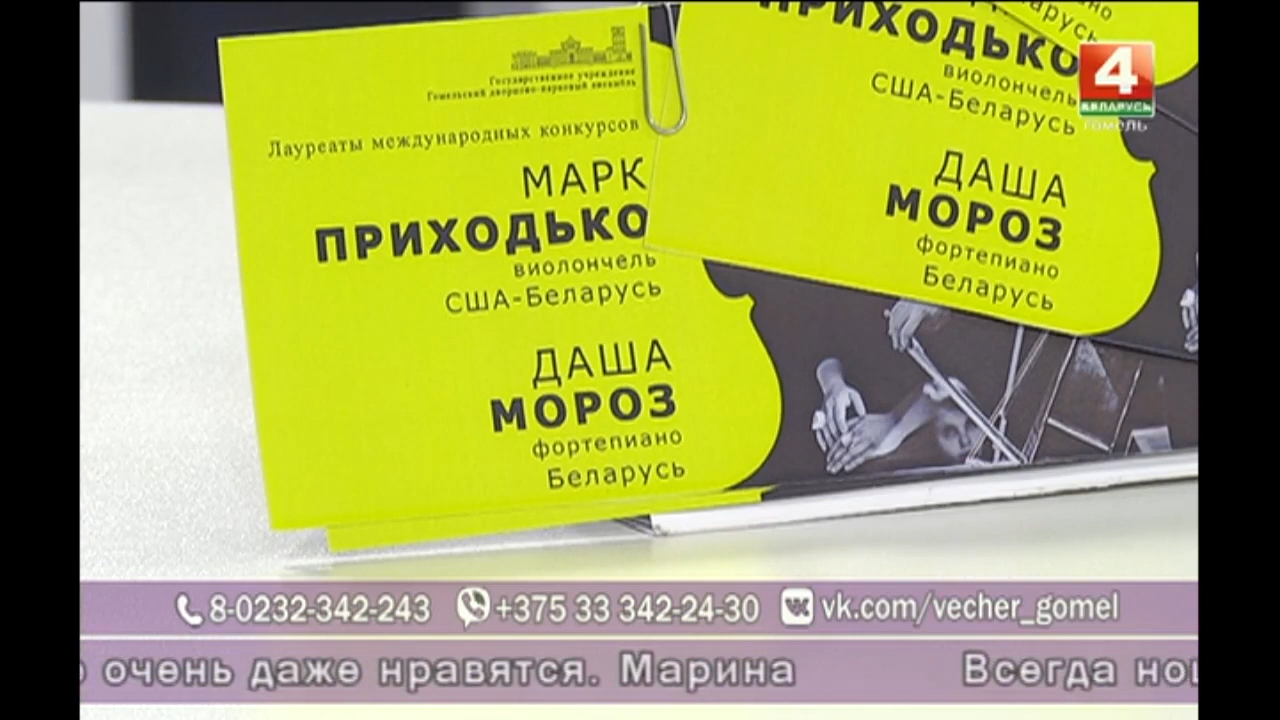 Государственное учреждение
Гомельский дворцово-парковый ансамбль
Лауреаты международных конкурсов
МАРК
ПРИХОДЬКО
виолончель
США-Беларусь
ДАША
МОРОЗ
фортепиано
Беларусь
ПРИХОДЬКО
виолончель
США-Беларусь
ДАША
МОРОЗ
фортепиано
Беларусь
4
БЕЛАРУСЬ
ГОМЕЛЬ
8-0232-342-243 +375 33 342-24-30 vk.com/vecher_gomel
очень даже нравятся. Марина Всегда